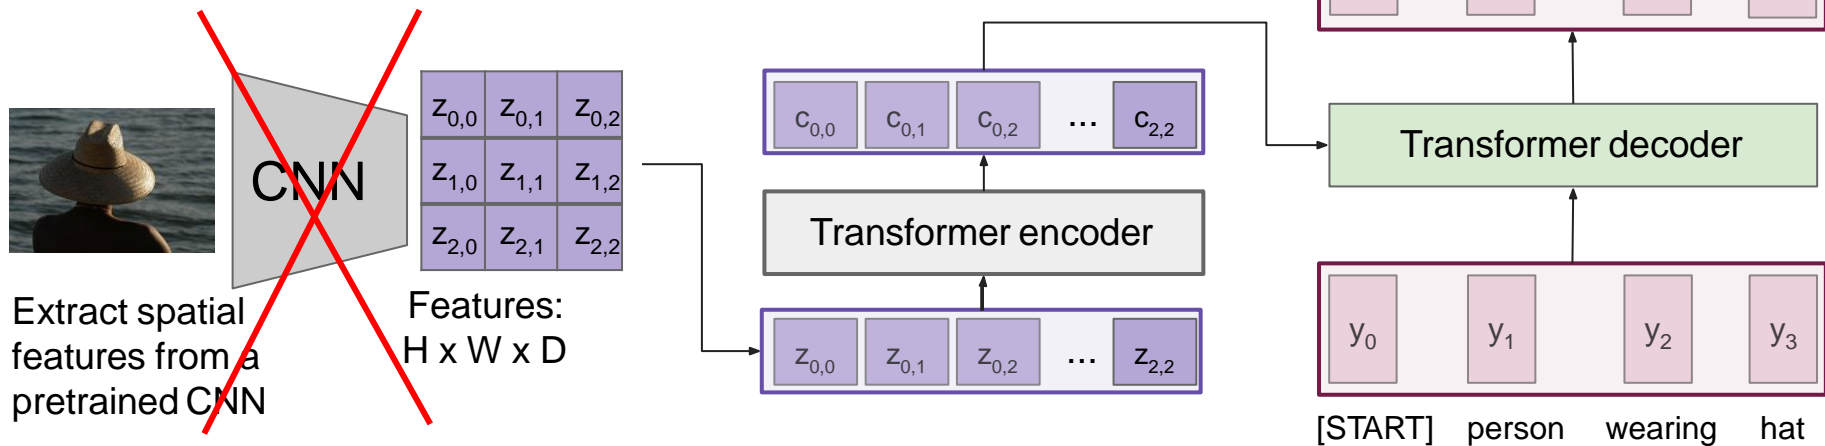 CNN
z0,0 z0,1 z0,2
z1,0 z1,1 z1,2
z2,0 z2,1 z2,2
Extract spatial
features from a
pretrained CNN
Features:
H x W x D
c0,0 c0,1 c0,2 ... c2,2
Transformer encoder
z0,0 z0,1 z0,2 ... z2,2
Transformer decoder
y0 y1 y2 y3
[START] person wearing hat